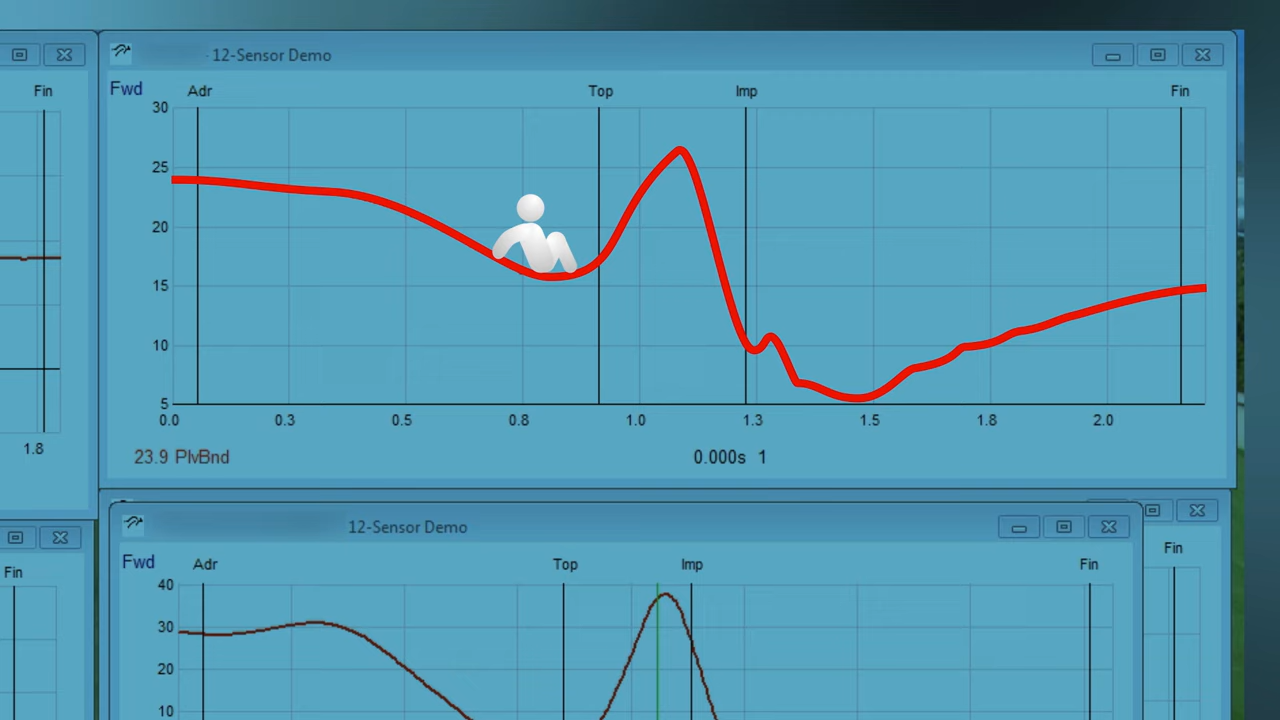 12-Sensor Demo
Fin
Fwd
Adr
Top
Imp
Fin
30
25
20
15
10
5
0.0 0.3 0.5 0.8 1.0 1.3 1.5 1.8 2.0
1.8
23.9 PlvBnd
0.000s 1
12-Sensor Demo
Fin
Fwd
Adr
Top
Imp
Fin
Fin
40
30
20
10